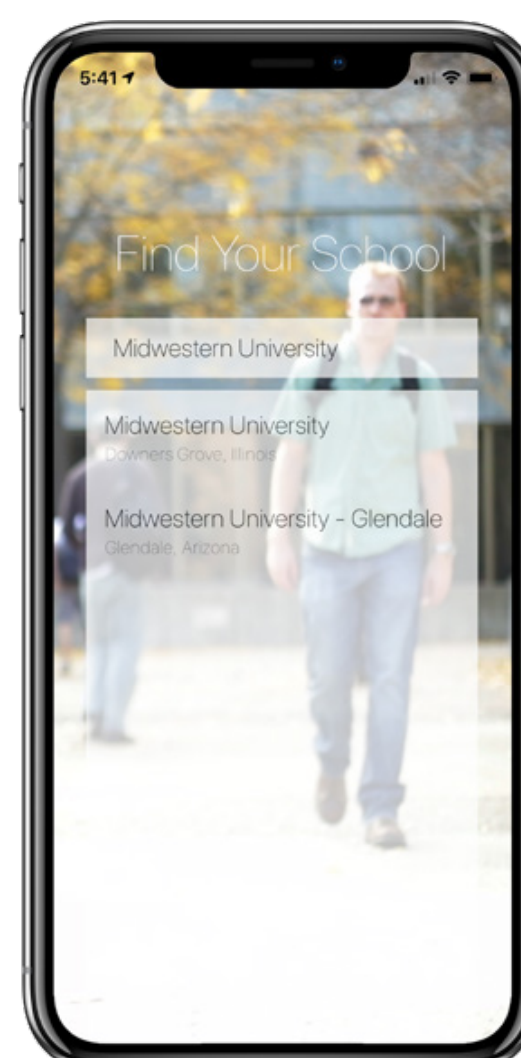 5:41
Find Your School
Midwestern University
Midwestern University
Downers Grove, Illinois
Midwestern University - Glendale
Glendale, Arizona